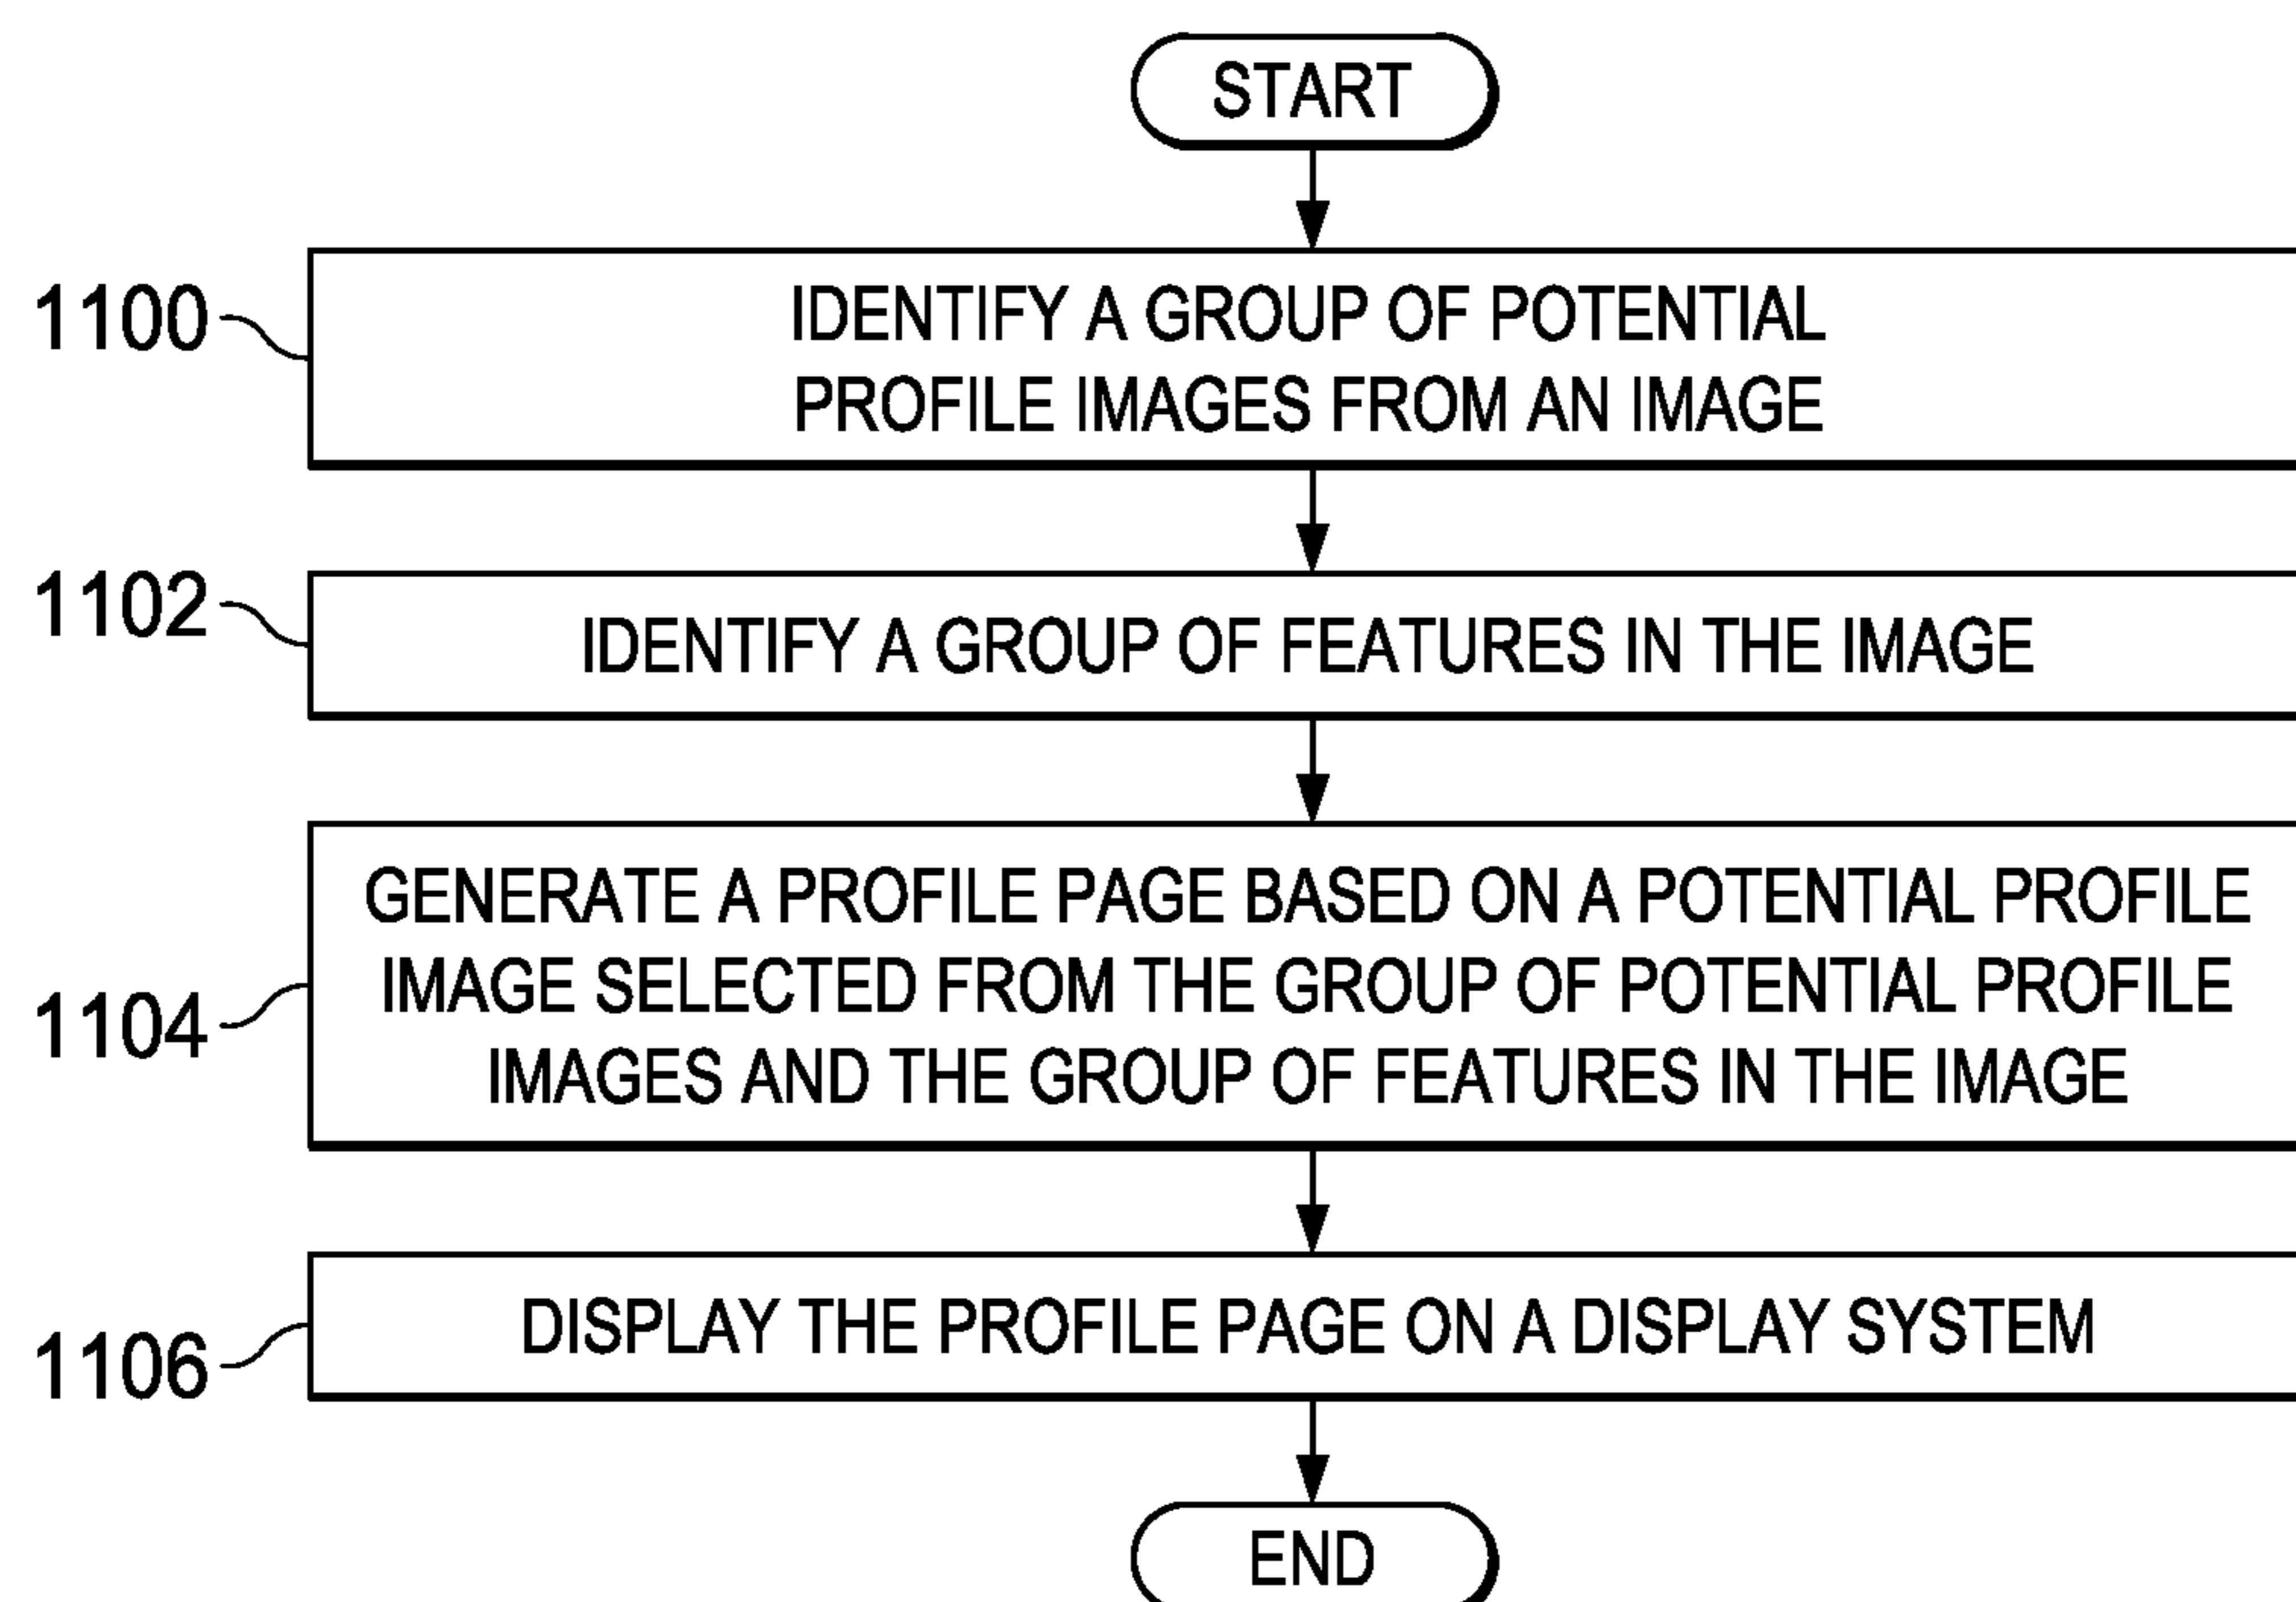 START
1100
IDENTIFY A GROUP OF POTENTIAL
PROFILE IMAGES FROM AN IMAGE
1102
IDENTIFY A GROUP OF FEATURES IN THE IMAGE
1104
GENERATE A PROFILE PAGE BASED ON A POTENTIAL PROFILE
IMAGE SELECTED FROM THE GROUP OF POTENTIAL PROFILE
IMAGES AND THE GROUP OF FEATURES IN THE IMAGE
1106
DISPLAY THE PROFILE PAGE ON A DISPLAY SYSTEM
END